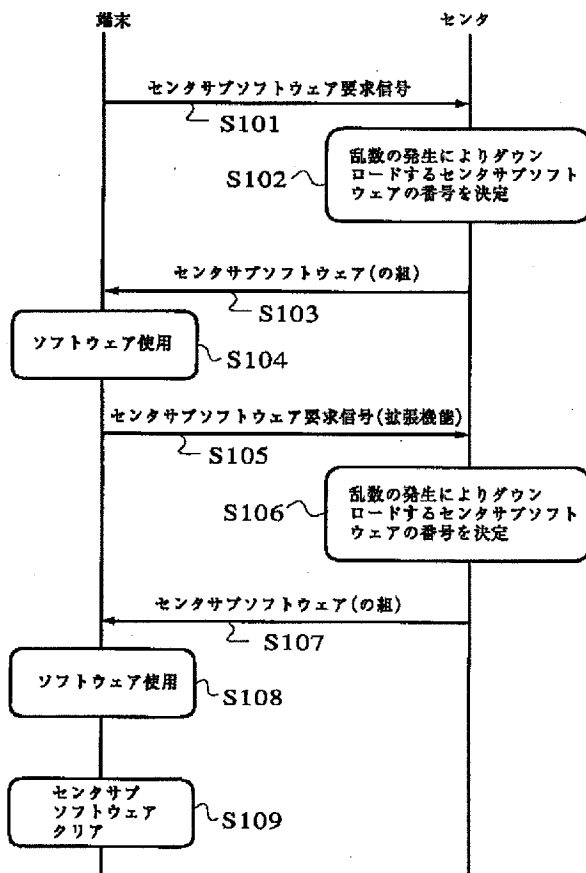 端末
センタ
センタサブソフトウェア要求信号
S101
乱数の発生によりダウン
ロードするセンタサブソフト
ウェアの番号を決定
S102
センタサブソフトウェア(の組)
S103
ソフトウェア使用
S104
センタサブソフトウェア要求信号(拡張機能)
S105
乱数の発生によりダウン
ロードするセンタサブソフト
ウェアの番号を決定
S106
センタサブソフトウェア(の組)
S107
ソフトウェア使用
S108
センタサブ
ソフトウェア
クリア
S109